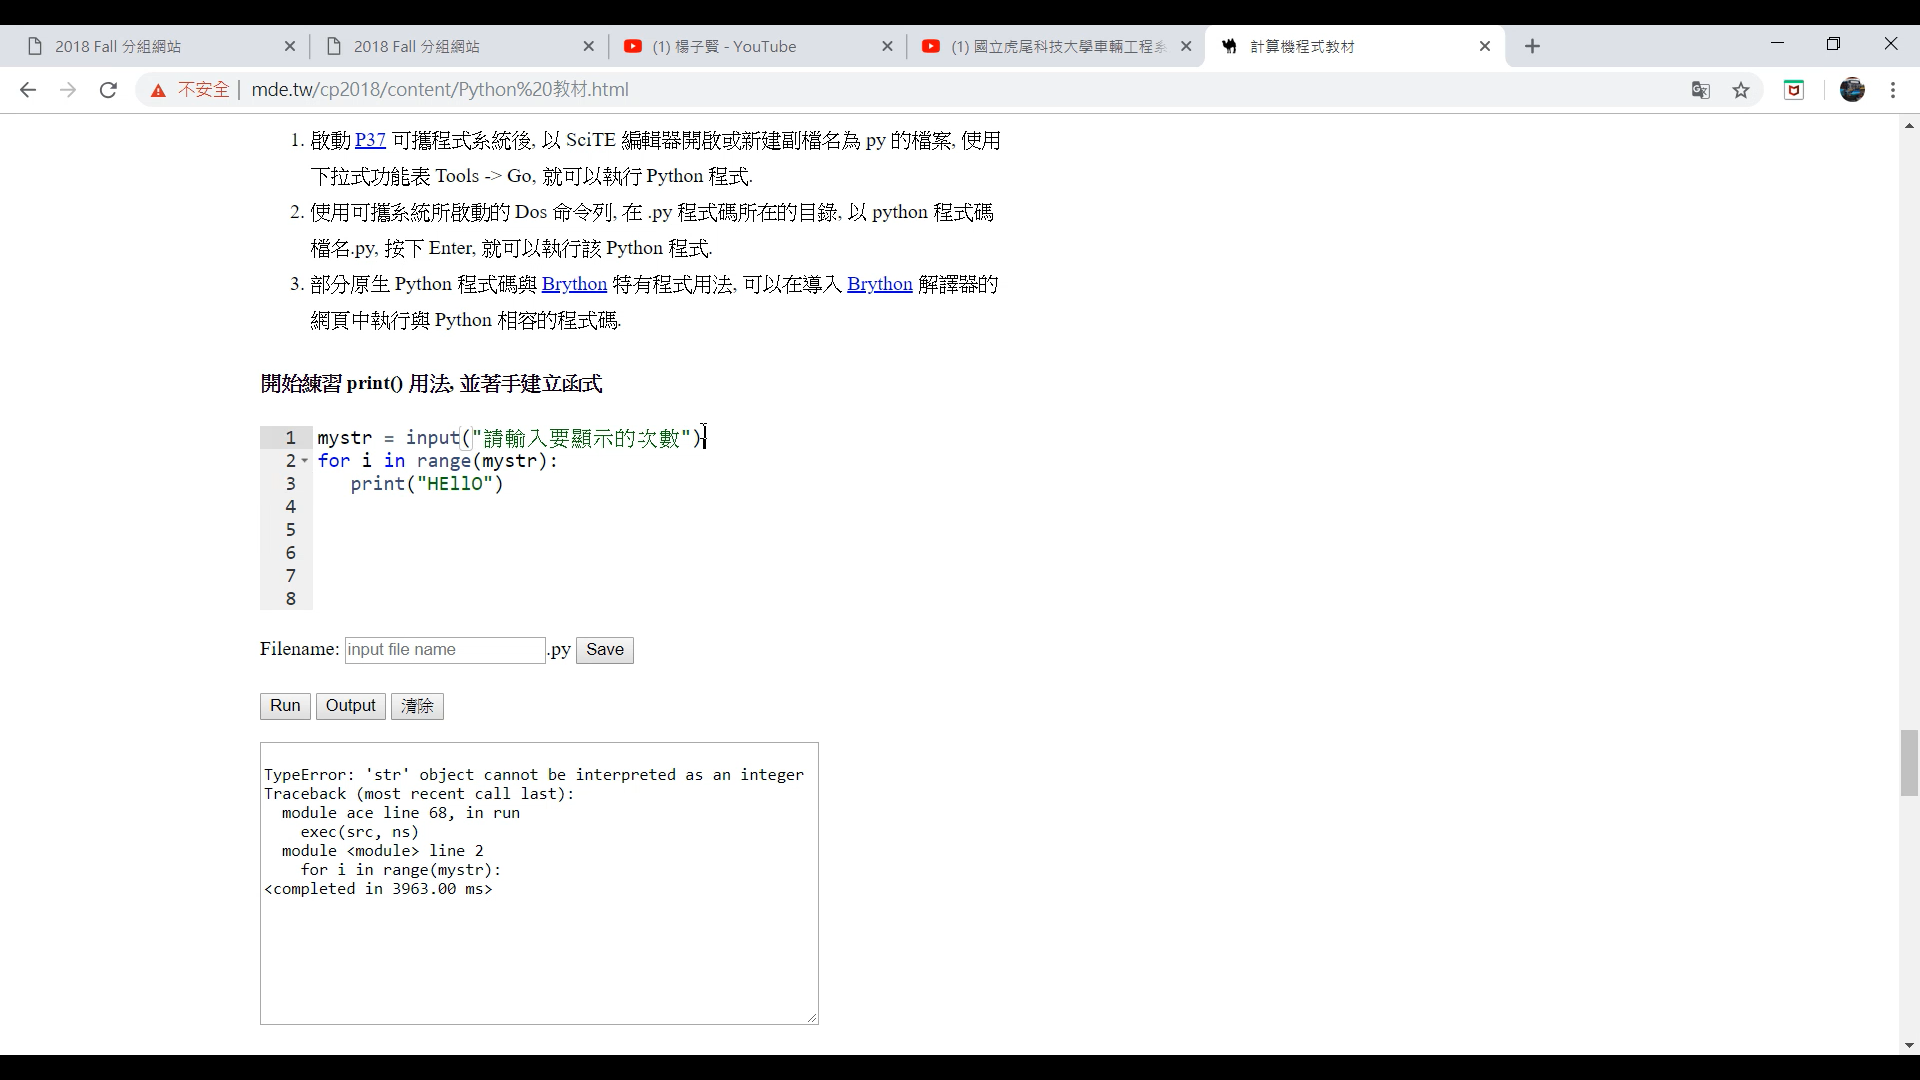 2018 Fall 分組網站
2018 Fall 分組網站
(1) 楊子賢 - YouTube
(1) 國立虎尾科技大學車輛工程系
計算機程式教材
不安全 | mde.tw/cp2018/content/Python%20教材.html
1. 啟動 P37 可攜程式系統後, 以 SciTE 編輯器開啟或新建副檔名為 py 的檔案, 使用
下拉式功能表 Tools -> Go, 就可以執行 Python 程式.
2. 使用可攜系統所啟動的 Dos 命令列, 在 .py 程式碼所在的目錄, 以 python 程式碼
檔名.py, 按下 Enter, 就可以執行該 Python 程式.
3. 部分原生 Python 程式碼與 Brython 特有程式用法, 可以在導入 Brython 解譯器的
網頁中執行與 Python 相容的程式碼.
開始練習 print() 用法, 並著手建立函式
1 mystr = input("請輸入要顯示的次數")
2 for i in range(mystr):
3 print("HEllO")
4
5
6
7
8
Filename: input file name .py Save
Run Output 清除
TypeError: 'str' object cannot be interpreted as an integer
Traceback (most recent call last):
module ace line 68, in run
exec(src, ns)
module <module> line 2
for i in range(mystr):
<completed in 3963.00 ms>